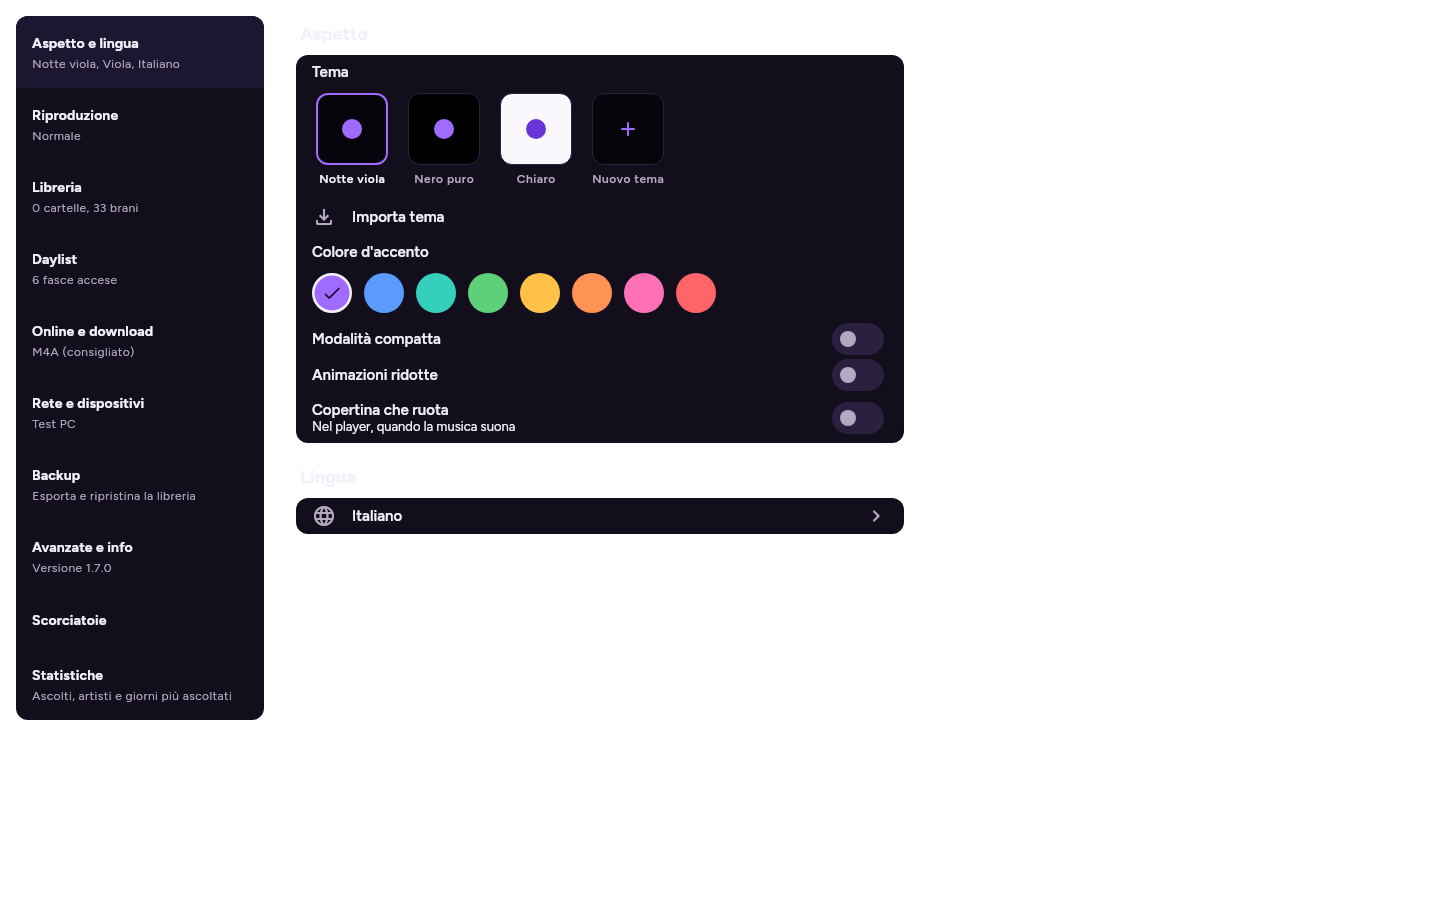 Aspetto e lingua
Notte viola, Viola, Italiano
Riproduzione
Normale
Libreria
0 cartelle, 33 brani
Daylist
6 fasce accese
Online e download
M4A (consigliato)
Rete e dispositivi
Test PC
Backup
Esporta e ripristina la libreria
Avanzate e info
Versione 1.7.0
Scorciatoie
Statistiche
Ascolti, artisti e giorni più ascoltati
Aspetto
Tema
Notte viola
Nero puro
Chiaro
Nuovo tema
Importa tema
Colore d'accento
Modalità compatta
Animazioni ridotte
Copertina che ruota
Nel player, quando la musica suona
Lingua
Italiano